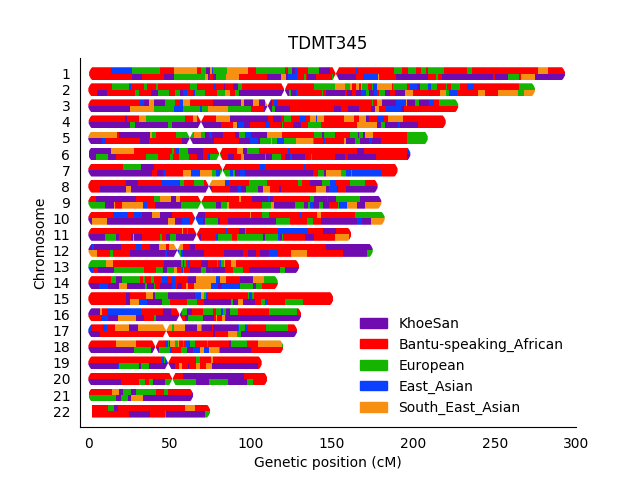 TDMT345
Chromosome
1
2
3
4
5
6
7
8
9
10
11
12
13
14
15
16
17
18
19
20
21
22
KhoeSan
Bantu-speaking_African
European
East_Asian
South_East_Asian
0 50 100 150 200 250 300
Genetic position (cM)